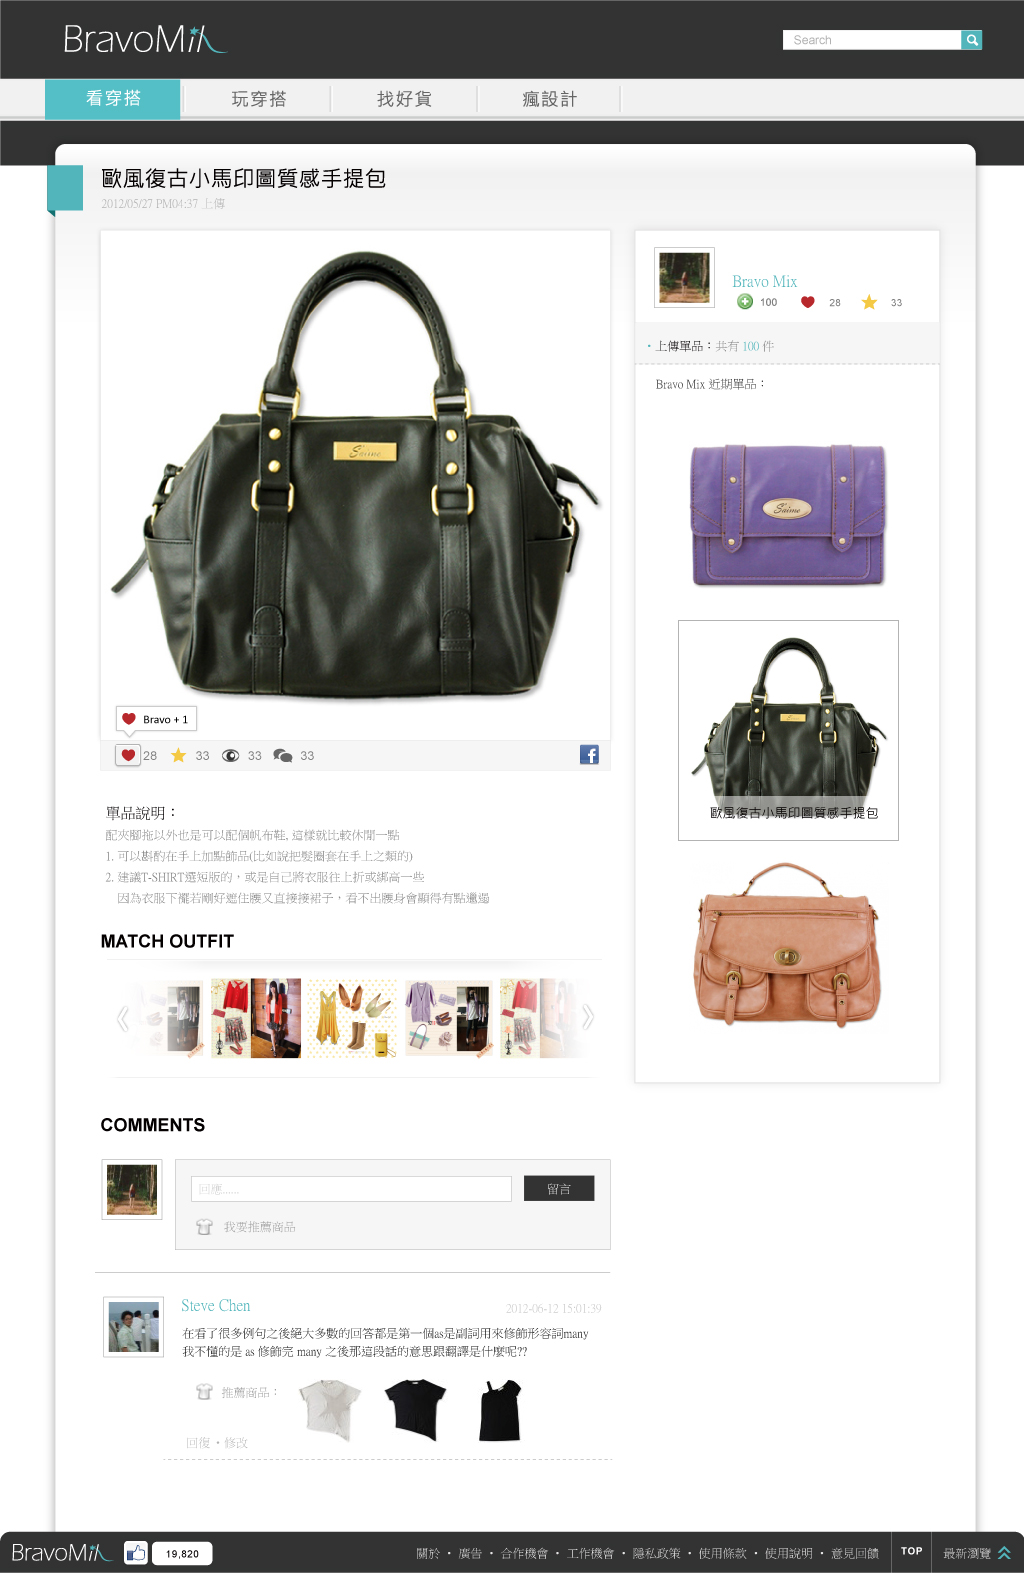 BravoMix
Search
看穿搭
玩穿搭
找好貨
瘋設計
歐風復古小馬印圖質感手提包
2012/05/27 PM04:37 上傳
S'aime
Bravo + 1
28
33
33
33
單品說明：
配夾腳拖以外也是可以配個帆布鞋, 這樣就比較休閒一點
1. 可以斟酌在手上加點飾品(比如說把髮圈套在手上之類的)
2. 建議T-SHIRT選短版的，或是自己將衣服往上折或綁高一些
因為衣服下襬若剛好遮住腰又直接接裙子，看不出腰身會顯得有點邋遢
MATCH OUTFIT
COMMENTS
回應......
留言
我要推薦商品
Steve Chen
2012-06-12 15:01:39
在看了很多例句之後絕大多數的回答都是第一個as是副詞用來修飾形容詞many
我不懂的是 as 修飾完 many 之後那這段話的意思跟翻譯是什麼呢??
推薦商品：
回復・修改
Bravo Mix
100
28
33
・上傳單品：共有 100 件
Bravo Mix 近期單品：
S'aime
歐風復古小馬印圖質感手提包
BravoMix
19,820
關於・廣告・合作機會・工作機會・隱私政策・使用條款・使用說明・意見回饋
TOP
最新瀏覽